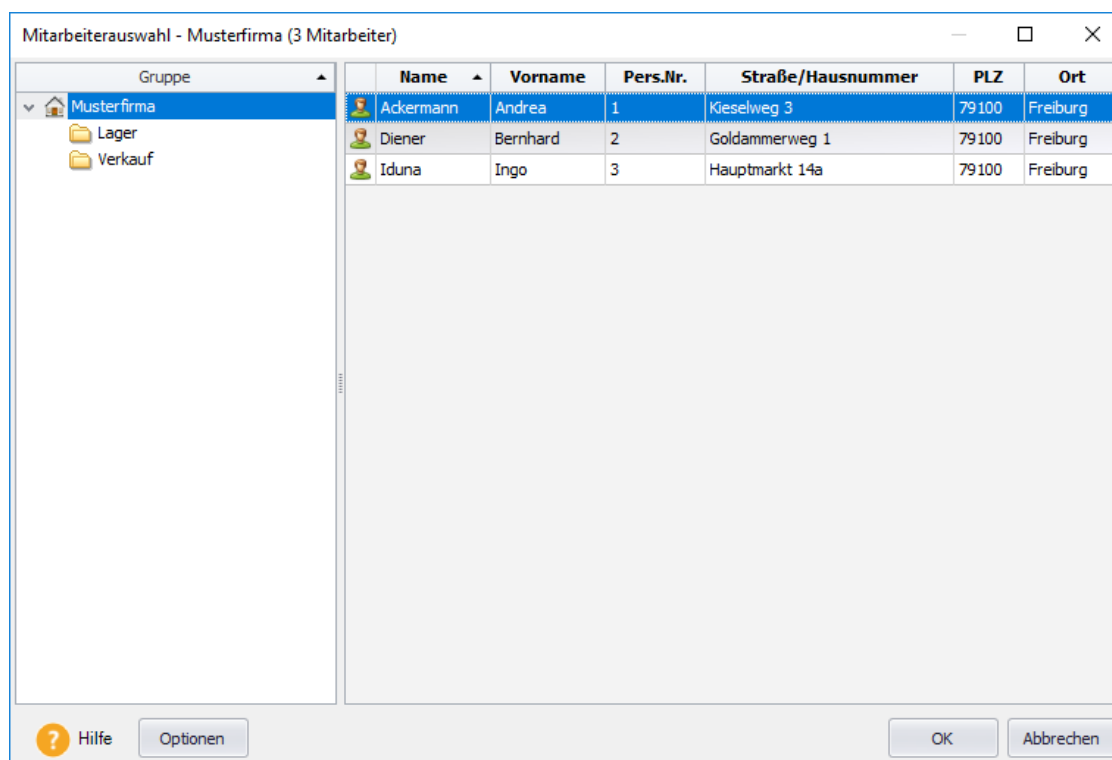 Mitarbeiterauswahl - Musterfirma (3 Mitarbeiter)
Gruppe
Musterfirma
Lager
Verkauf
Name Vorname Pers.Nr. Straße/Hausnummer PLZ Ort
Ackermann Andrea 1 Kieselweg 3 79100 Freiburg
Diener Bernhard 2 Goldammerweg 1 79100 Freiburg
Iduna Ingo 3 Hauptmarkt 14a 79100 Freiburg
? Hilfe Optionen OK Abbrechen